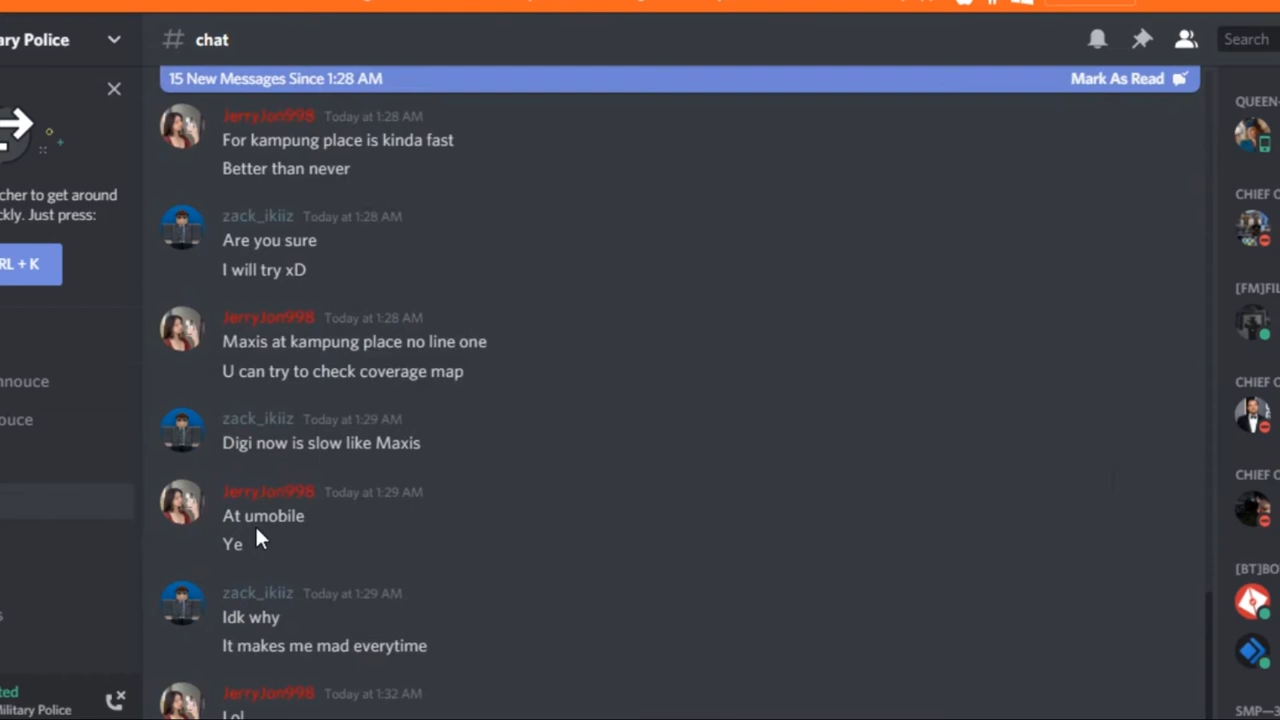 ary Police
# chat
Search
15 New Messages Since 1:28 AM
Mark As Read
cher to get around
ckly. Just press:
RL + K
nnouce
ouce
s
ted
Military Police
JerryJon998 Today at 1:28 AM
For kampung place is kinda fast
Better than never
zack_ikiiz Today at 1:28 AM
Are you sure
I will try xD
JerryJon998 Today at 1:28 AM
Maxis at kampung place no line one
U can try to check coverage map
zack_ikiiz Today at 1:29 AM
Digi now is slow like Maxis
JerryJon998 Today at 1:29 AM
At umobile
Ye
zack_ikiiz Today at 1:29 AM
Idk why
It makes me mad everytime
JerryJon998 Today at 1:32 AM
Lol
QUEEN-
CHIEF O
[FM]FIL
CHIEF O
CHIEF O
[BT]BO
SMP—3